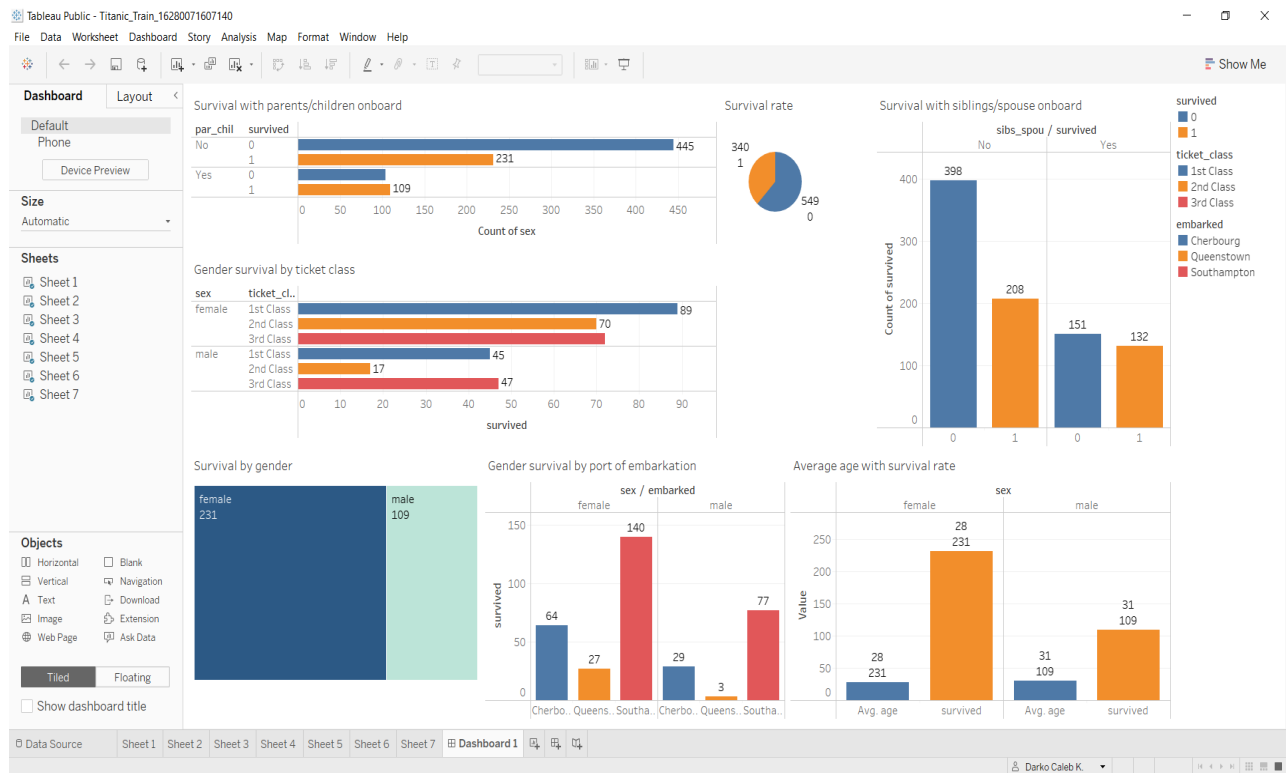 Tableau Public - Titanic_Train_16280071607140
File Data Worksheet Dashboard Story Analysis Map Format Window Help
Show Me
Dashboard Layout
Default
Phone
Device Preview
Size
Automatic
Sheets
Sheet 1
Sheet 2
Sheet 3
Sheet 4
Sheet 5
Sheet 6
Sheet 7
Objects
Horizontal Blank
Vertical Navigation
Text Download
Image Extension
Web Page Ask Data
Tiled Floating
Show dashboard title
Survival with parents/children onboard
par_chil survived
No 0 445
1 231
Yes 0
1 109
0 50 100 150 200 250 300 350 400 450
Count of sex
Survival rate
340
1
549
0
Survival with siblings/spouse onboard
sibs_spou / survived
No Yes
Count of survived
400
300
200
100
0
398 208 151 132
0 1 0 1
survived
0
1
ticket_class
1st Class
2nd Class
3rd Class
embarked
Cherbourg
Queenstown
Southampton
Gender survival by ticket class
sex ticket_cl..
female 1st Class 89
2nd Class 70
3rd Class
male 1st Class 45
2nd Class 17
3rd Class 47
0 10 20 30 40 50 60 70 80 90
survived
Survival by gender
female
231
male
109
Gender survival by port of embarkation
sex / embarked
female male
survived
150
100
50
0
64 27 140 29 3 77
Cherbo.. Queens.. Southa.. Cherbo.. Queens.. Southa..
Average age with survival rate
sex
female male
Value
250
200
150
100
50
0
28
231
28
231
31
109
31
109
Avg. age survived Avg. age survived
Data Source Sheet 1 Sheet 2 Sheet 3 Sheet 4 Sheet 5 Sheet 6 Sheet 7 Dashboard 1
Darko Caleb K.